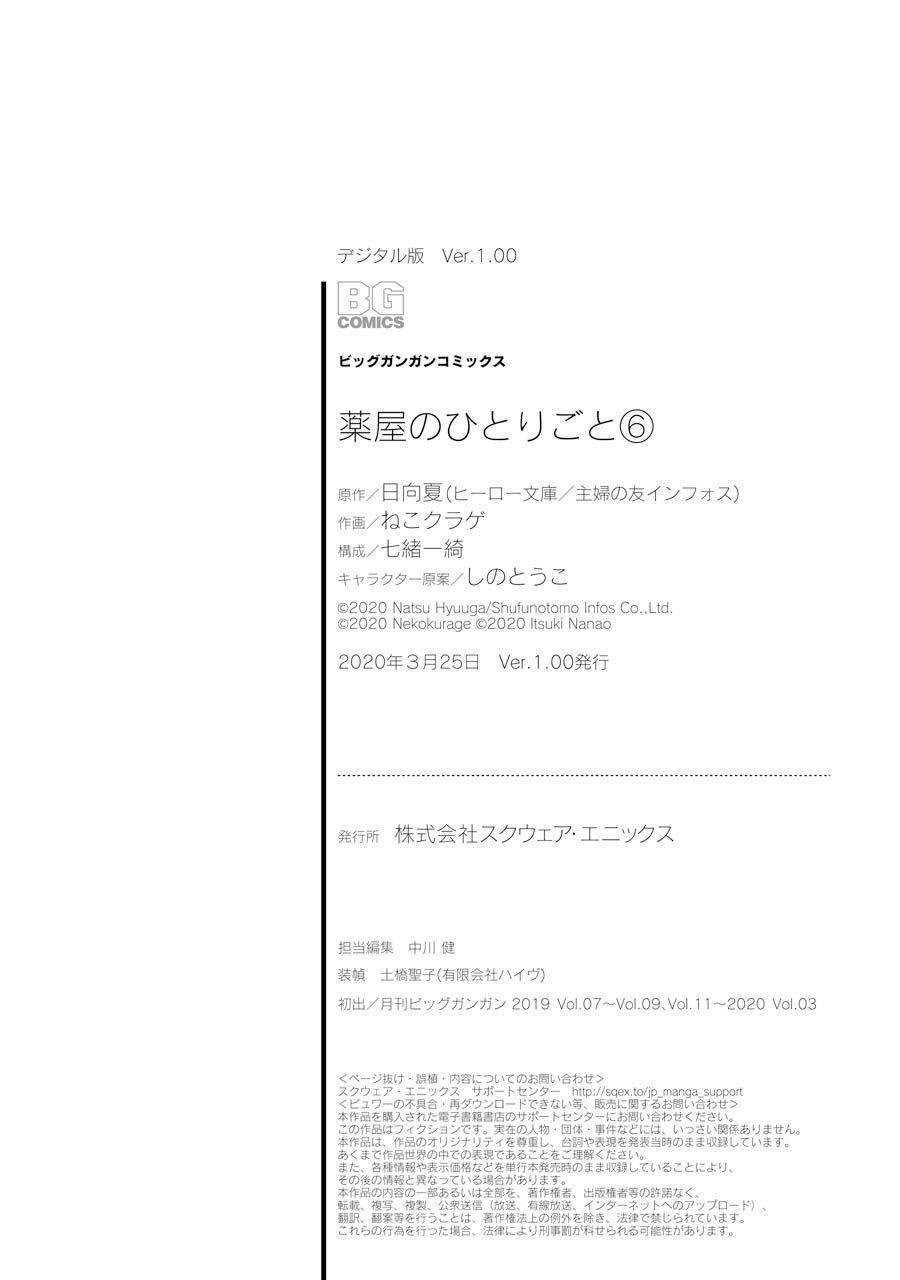 デジタル版　Ver.1.00
BG
COMICS
ビッグガンガンコミックス
薬屋のひとりごと⑥
原作／日向夏(ヒーロー文庫／主婦の友インフォス)
作画／ねこクラゲ
構成／七緒一綺
キャラクター原案／しのとうこ
©2020 Natsu Hyuuga/Shufunotomo Infos Co.,Ltd.
©2020 Nekokurage ©2020 Itsuki Nanao
2020年３月25日　Ver.1.00発行
発行所　株式会社スクウェア・エニックス
担当編集　中川 健
装幀　土橋聖子(有限会社ハイヴ)
初出／月刊ビッグガンガン 2019 Vol.07～Vol.09、Vol.11～2020 Vol.03
＜ページ抜け・誤植・内容についてのお問い合わせ＞
スクウェア・エニックス　サポートセンター　http://sqex.to/jp_manga_support
＜ビュワーの不具合・再ダウンロードできない等、販売に関するお問い合わせ＞
本作品を購入された電子書籍書店のサポートセンターにお問い合わせください。
この作品はフィクションです。実在の人物・団体・事件などには、いっさい関係ありません。
本作品は、作品のオリジナリティを尊重し、台詞や表現を発表当時のまま収録しています。
あくまで作品世界の中での表現であることをご理解ください。
また、各種情報や表示価格などを単行本発売時のまま収録していることにより、
その後の情報と異なっている場合があります。
本作品の内容の一部あるいは全部を、著作権者、出版権者等の許諾なく、
転載、複写、複製、公衆送信（放送、有線放送、インターネットへのアップロード）、
翻訳、翻案等を行うことは、著作権法上の例外を除き、法律で禁じられています。
これらの行為を行った場合、法律により刑事罰が科せられる可能性があります。